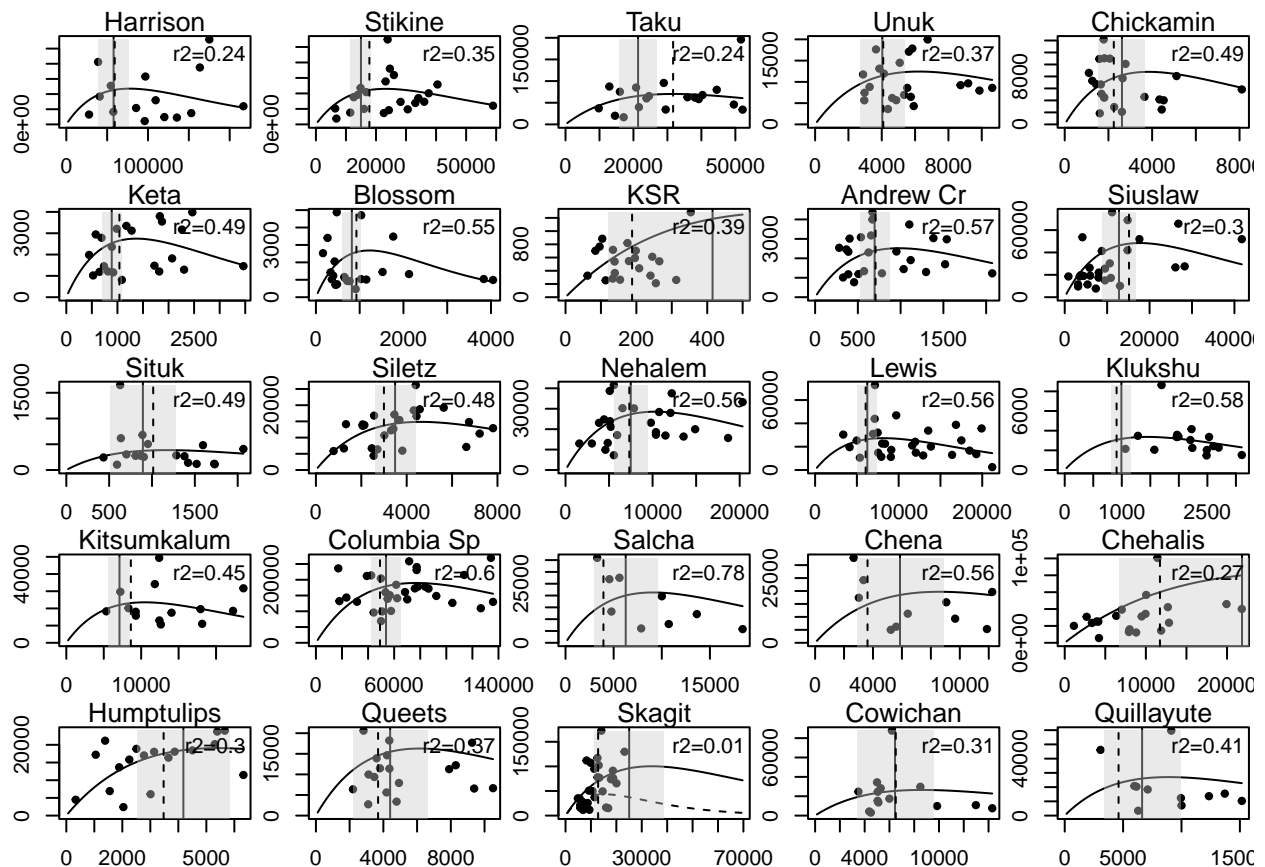 Harrison Stikine Taku Unuk Chickamin
r2=0.24 r2=0.35 r2=0.24 r2=0.37 r2=0.49
0e+00 0 0 150000 0 15000 0 8000
0 100000 0 20000 50000 0 20000 50000 0 4000 8000 0 4000 8000
Keta Blossom KSR Andrew Cr Siuslaw
r2=0.49 r2=0.55 r2=0.39 r2=0.57 r2=0.3
0 3000 0 3000 0 800 0 3000 0 60000
0 1000 2500 0 2000 4000 0 200 400 0 500 1500 0 20000 40000
Situk Siletz Nehalem Lewis Klukshu
r2=0.49 r2=0.48 r2=0.56 r2=0.56 r2=0.58
0 15000 0 200000 0 30000 0 60000 0 6000
0 500 1500 0 4000 8000 0 10000 20000 0 10000 20000 0 1000 2500
Kitsumkalum Columbia Sp Salcha Chena Chehalis
r2=0.45 r2=0.6 r2=0.78 r2=0.56 r2=0.27
0 40000 0 200000 0 25000 0 25000 0e+00 1e+05
0 10000 0 60000 140000 0 5000 15000 0 4000 10000 0 10000 20000
Humptulips Queets Skagit Cowichan Quillayute
r2=0.3 r2=0.37 r2=0.01 r2=0.31 r2=0.41
0 20000 0 15000 0 150000 0 60000 0 40000
0 2000 6000 0 4000 8000 0 30000 70000 0 4000 10000 0 5000